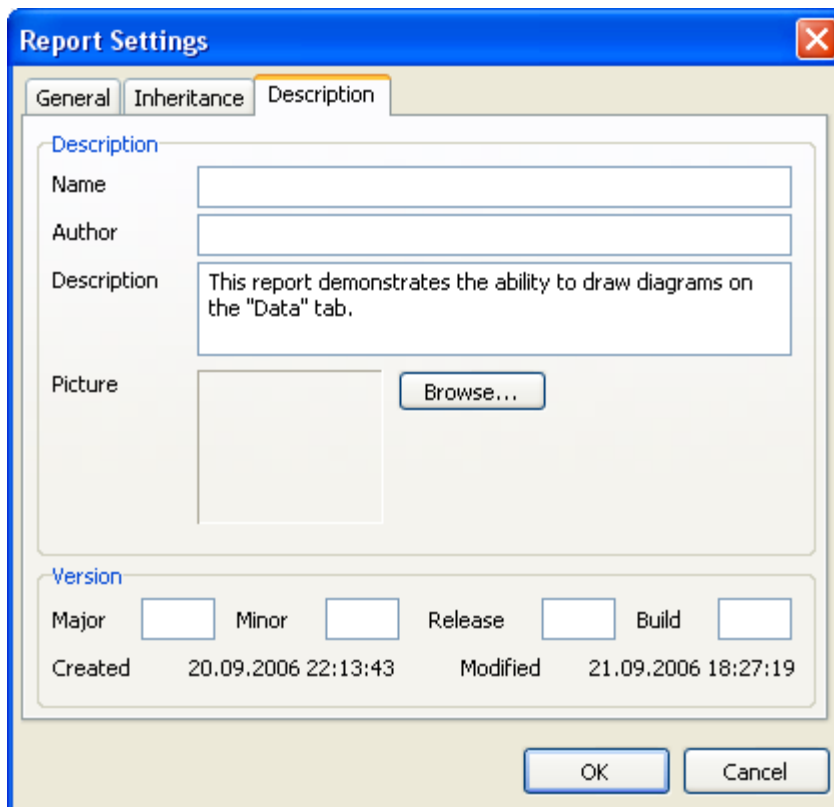 Report Settings
General Inheritance Description
Description
Name
Author
Description This report demonstrates the ability to draw diagrams on
the "Data" tab.
Picture Browse...
Version
Major Minor Release Build
Created 20.09.2006 22:13:43 Modified 21.09.2006 18:27:19
OK Cancel